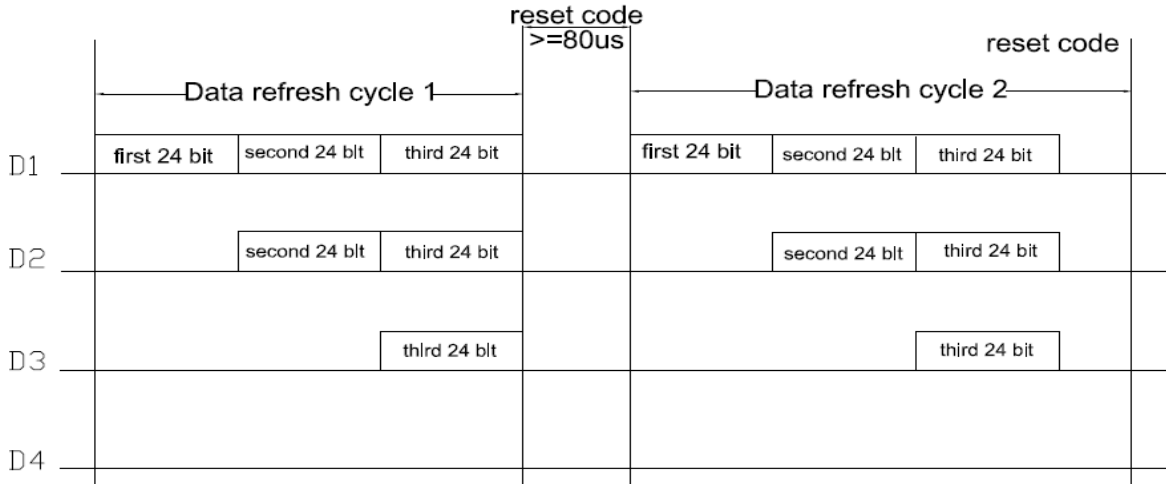 reset code
>=80us
reset code
Data refresh cycle 1
Data refresh cycle 2
D1 first 24 bit second 24 blt third 24 bit first 24 bit second 24 blt third 24 bit
D2 second 24 blt third 24 bit second 24 blt third 24 bit
D3 thlrd 24 blt third 24 bit
D4